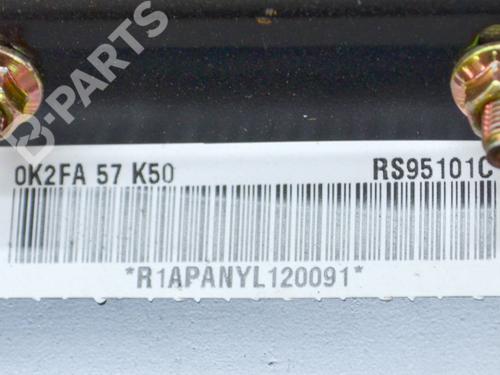 B-PARTS
0K2FA 57 K50 RS95101C
*R1APANYL120091*